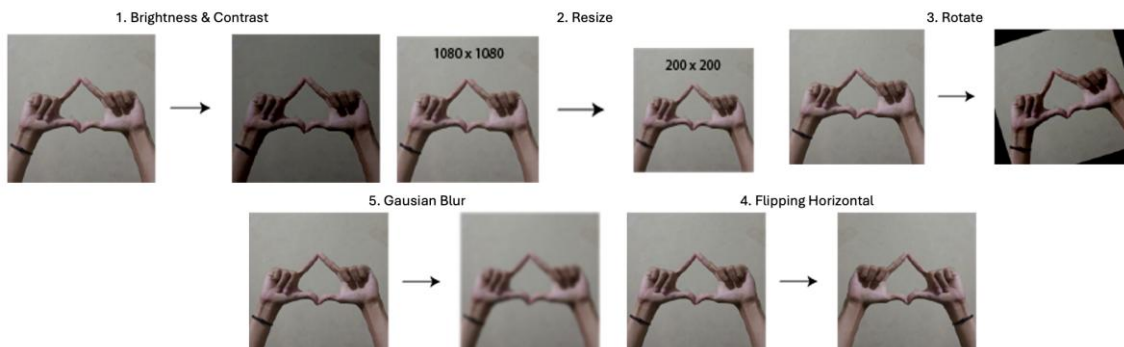 1. Brightness & Contrast
2. Resize
3. Rotate
1080 x 1080
200 x 200
5. Gausian Blur
4. Flipping Horizontal